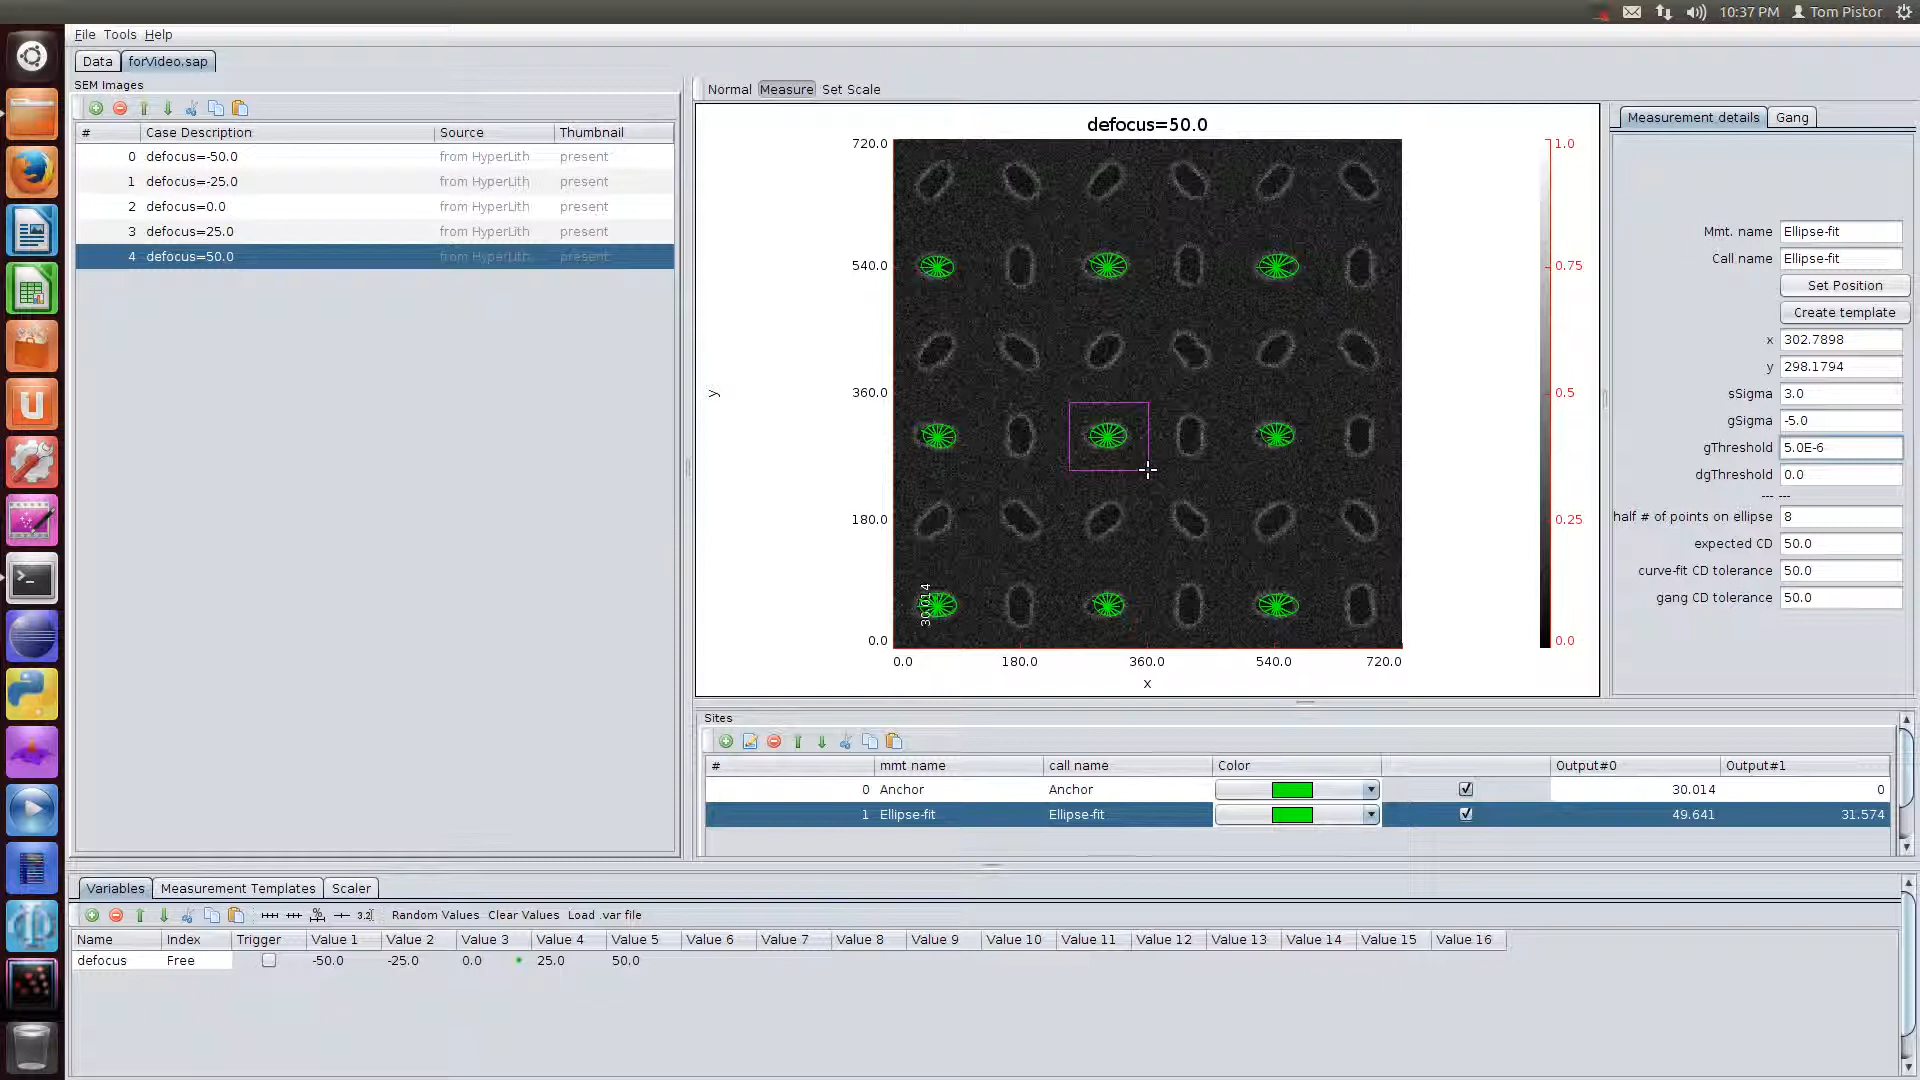 10:37 PM Tom Pistor
File Tools Help
Data forVideo.sap
SEM Images
# Case Description Source Thumbnail
0 defocus=-50.0 from HyperLith present
1 defocus=-25.0 from HyperLith present
2 defocus=0.0 from HyperLith present
3 defocus=25.0 from HyperLith present
4 defocus=50.0 from HyperLith present
Normal Measure Set Scale
defocus=50.0
720.0
540.0
360.0
180.0
0.0
y
30.014
0.0 180.0 360.0 540.0 720.0
x
1.0
0.75
0.5
0.25
0.0
Measurement details Gang
Mmt. name Ellipse-fit
Call name Ellipse-fit
Set Position
Create template
x 302.7898
y 298.1794
sSigma 3.0
gSigma -5.0
gThreshold 5.0E-6
dgThreshold 0.0
--- ---
half # of points on ellipse 8
expected CD 50.0
curve-fit CD tolerance 50.0
gang CD tolerance 50.0
Sites
# mmt name call name Color Output#0 Output#1
0 Anchor Anchor 30.014 0
1 Ellipse-fit Ellipse-fit 49.641 31.574
Variables Measurement Templates Scaler
% 3.2 Random Values Clear Values Load .var file
Name Index Trigger Value 1 Value 2 Value 3 Value 4 Value 5 Value 6 Value 7 Value 8 Value 9 Value 10 Value 11 Value 12 Value 13 Value 14 Value 15 Value 16
defocus Free -50.0 -25.0 0.0 25.0 50.0